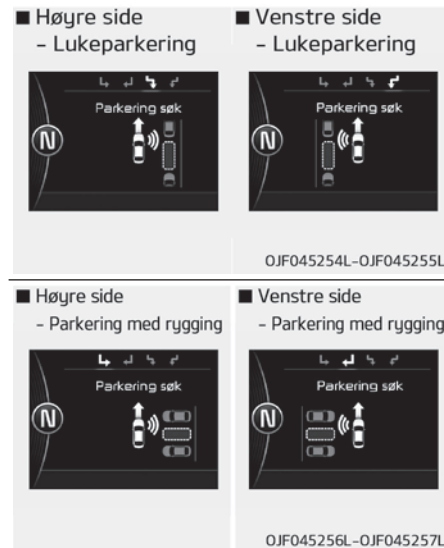 ■ Høyre side
- Lukeparkering
■ Venstre side
- Lukeparkering
Parkering søk
N
Parkering søk
N
OJF045254L-OJF045255L
■ Høyre side
- Parkering med rygging
■ Venstre side
- Parkering med rygging
Parkering søk
N
Parkering søk
N
OJF045256L-OJF045257L